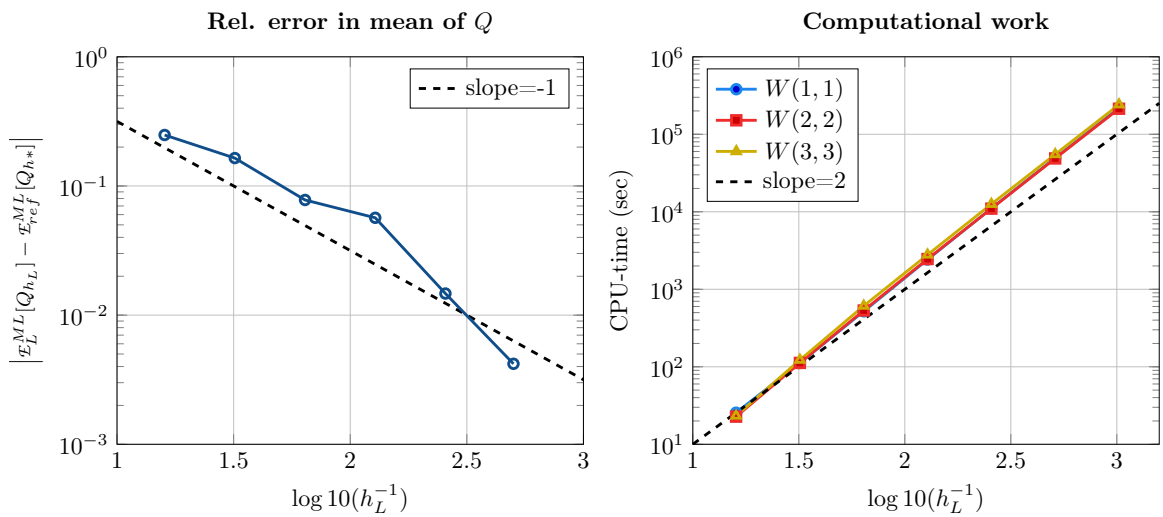 Rel. error in mean of Q
10^0
10^{-1}
10^{-2}
10^{-3}
1 1.5 2 2.5 3
log 10(h_L^{-1})
|𝓔_L^{ML}[Q_{h_L}] − 𝓔_{ref}^{ML}[Q_{h*}]|
slope=-1
Computational work
10^6
10^5
10^4
10^3
10^2
10^1
1 1.5 2 2.5 3
log 10(h_L^{-1})
CPU-time (sec)
W(1, 1)
W(2, 2)
W(3, 3)
slope=2